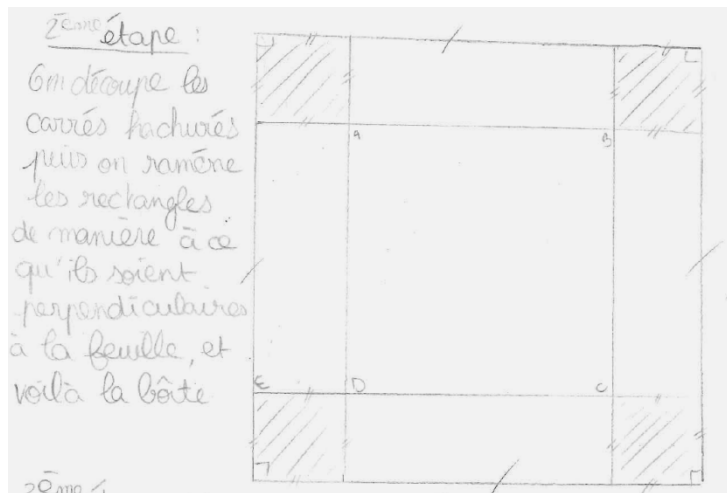 2ème étape :
On découpe les
carrés hachurés
puis on ramène
les rectangles
de manière à ce
qu'ils soient
perpendiculaires
à la feuille, et
voilà la boîte
A
B
E
D
C